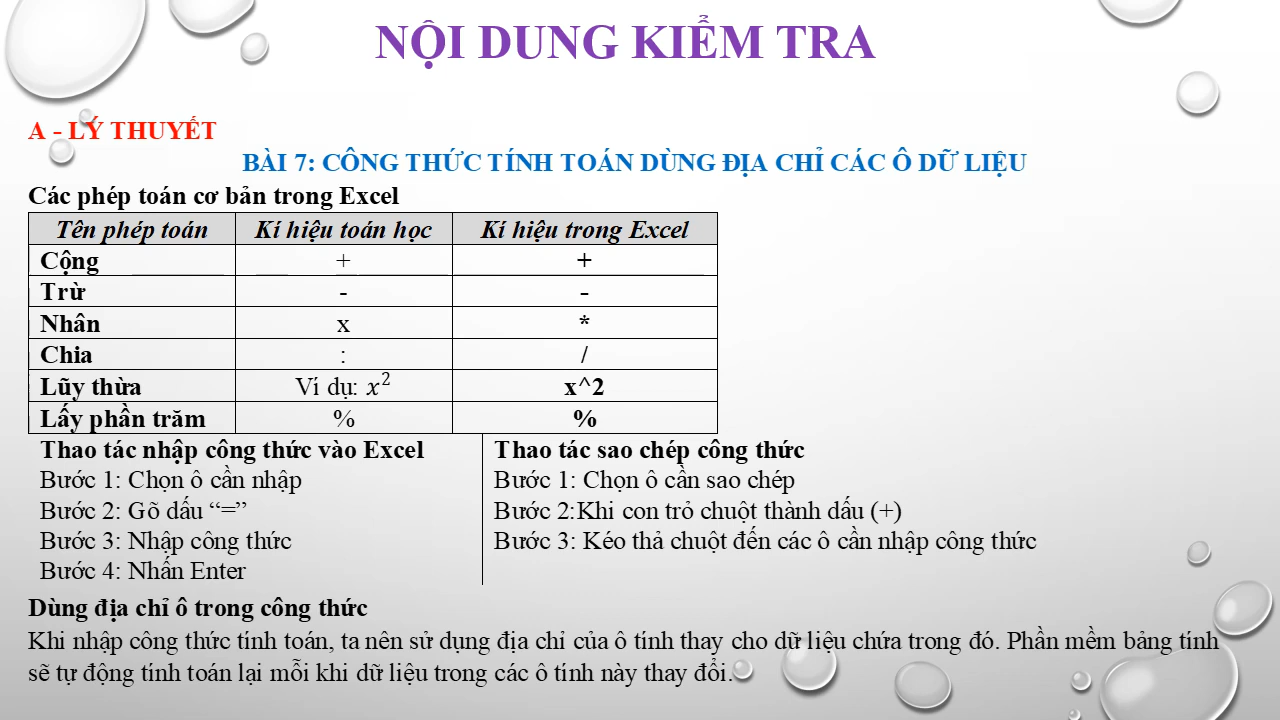 NỘI DUNG KIỂM TRA
A - LÝ THUYẾT
BÀI 7: CÔNG THỨC TÍNH TOÁN DÙNG ĐỊA CHỈ CÁC Ô DỮ LIỆU
Các phép toán cơ bản trong Excel
Tên phép toán Kí hiệu toán học Kí hiệu trong Excel
Cộng + +
Trừ - -
Nhân x *
Chia : /
Lũy thừa Ví dụ: x² x^2
Lấy phần trăm % %
Thao tác nhập công thức vào Excel
Bước 1: Chọn ô cần nhập
Bước 2: Gõ dấu “=”
Bước 3: Nhập công thức
Bước 4: Nhấn Enter
Thao tác sao chép công thức
Bước 1: Chọn ô cần sao chép
Bước 2:Khi con trỏ chuột thành dấu (+)
Bước 3: Kéo thả chuột đến các ô cần nhập công thức
Dùng địa chỉ ô trong công thức
Khi nhập công thức tính toán, ta nên sử dụng địa chỉ của ô tính thay cho dữ liệu chứa trong đó. Phần mềm bảng tính
sẽ tự động tính toán lại mỗi khi dữ liệu trong các ô tính này thay đổi.